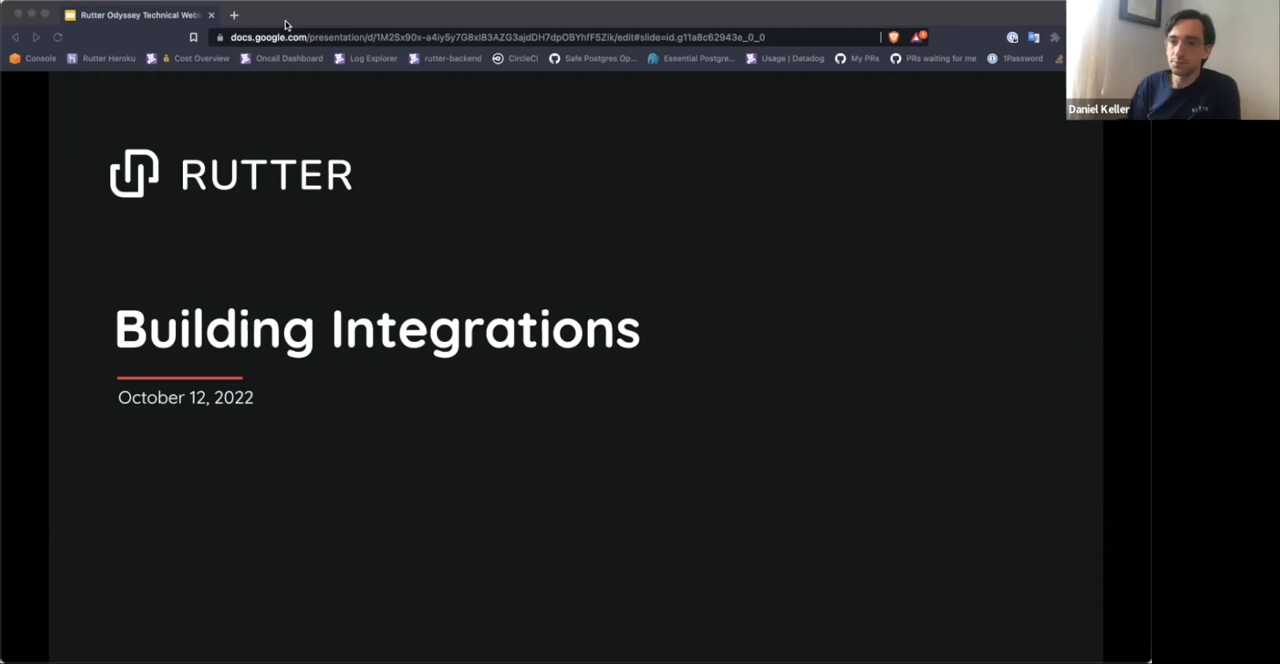 Rutter Odyssey Technical Web
docs.google.com/presentation/d/1M2Sx90x-a4iy5y7G8xI83AZG3ajdDH7dpOBYhfF5Zik/edit#slide=id.g11a8c62943e_0_0
Console Rutter Heroku Cost Overview Oncall Dashboard Log Explorer rutter-backend CircleCI Safe Postgres Op... Essential Postgre... Usage | Datadog My PRs PRs waiting for me 1Password
Daniel Keller
RUTTER
Building Integrations
October 12, 2022